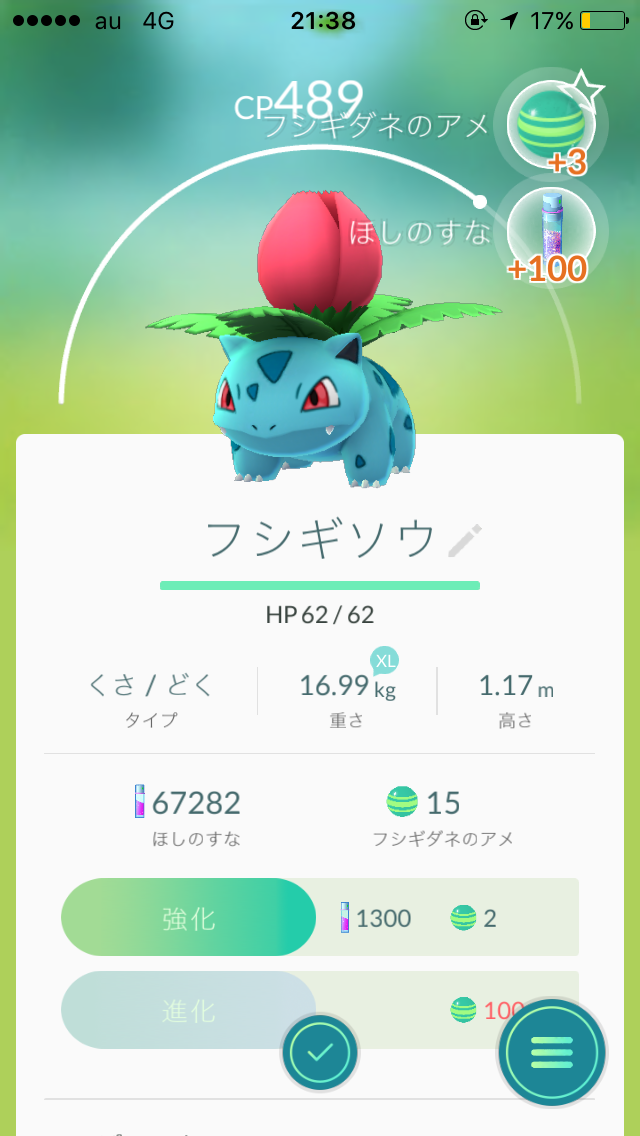 au 4G 21:38 17%
CP489
フシギダネのアメ
+3
ほしのすな
+100
フシギソウ
HP 62 / 62
XL
くさ / どく 16.99 kg 1.17 m
タイプ 重さ 高さ
67282 15
ほしのすな フシギダネのアメ
強化 1300 2
進化 100